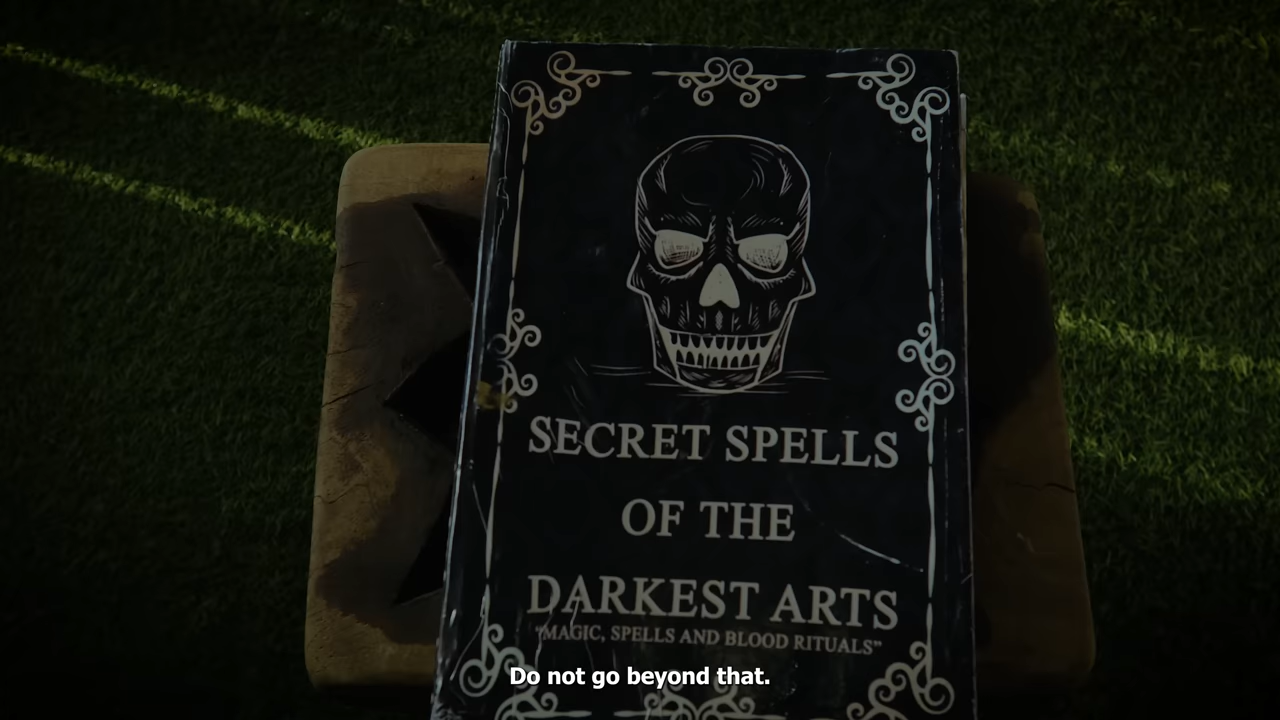 SECRET SPELLS
OF THE
DARKEST ARTS
"MAGIC, SPELLS AND BLOOD RITUALS"
Do not go beyond that.